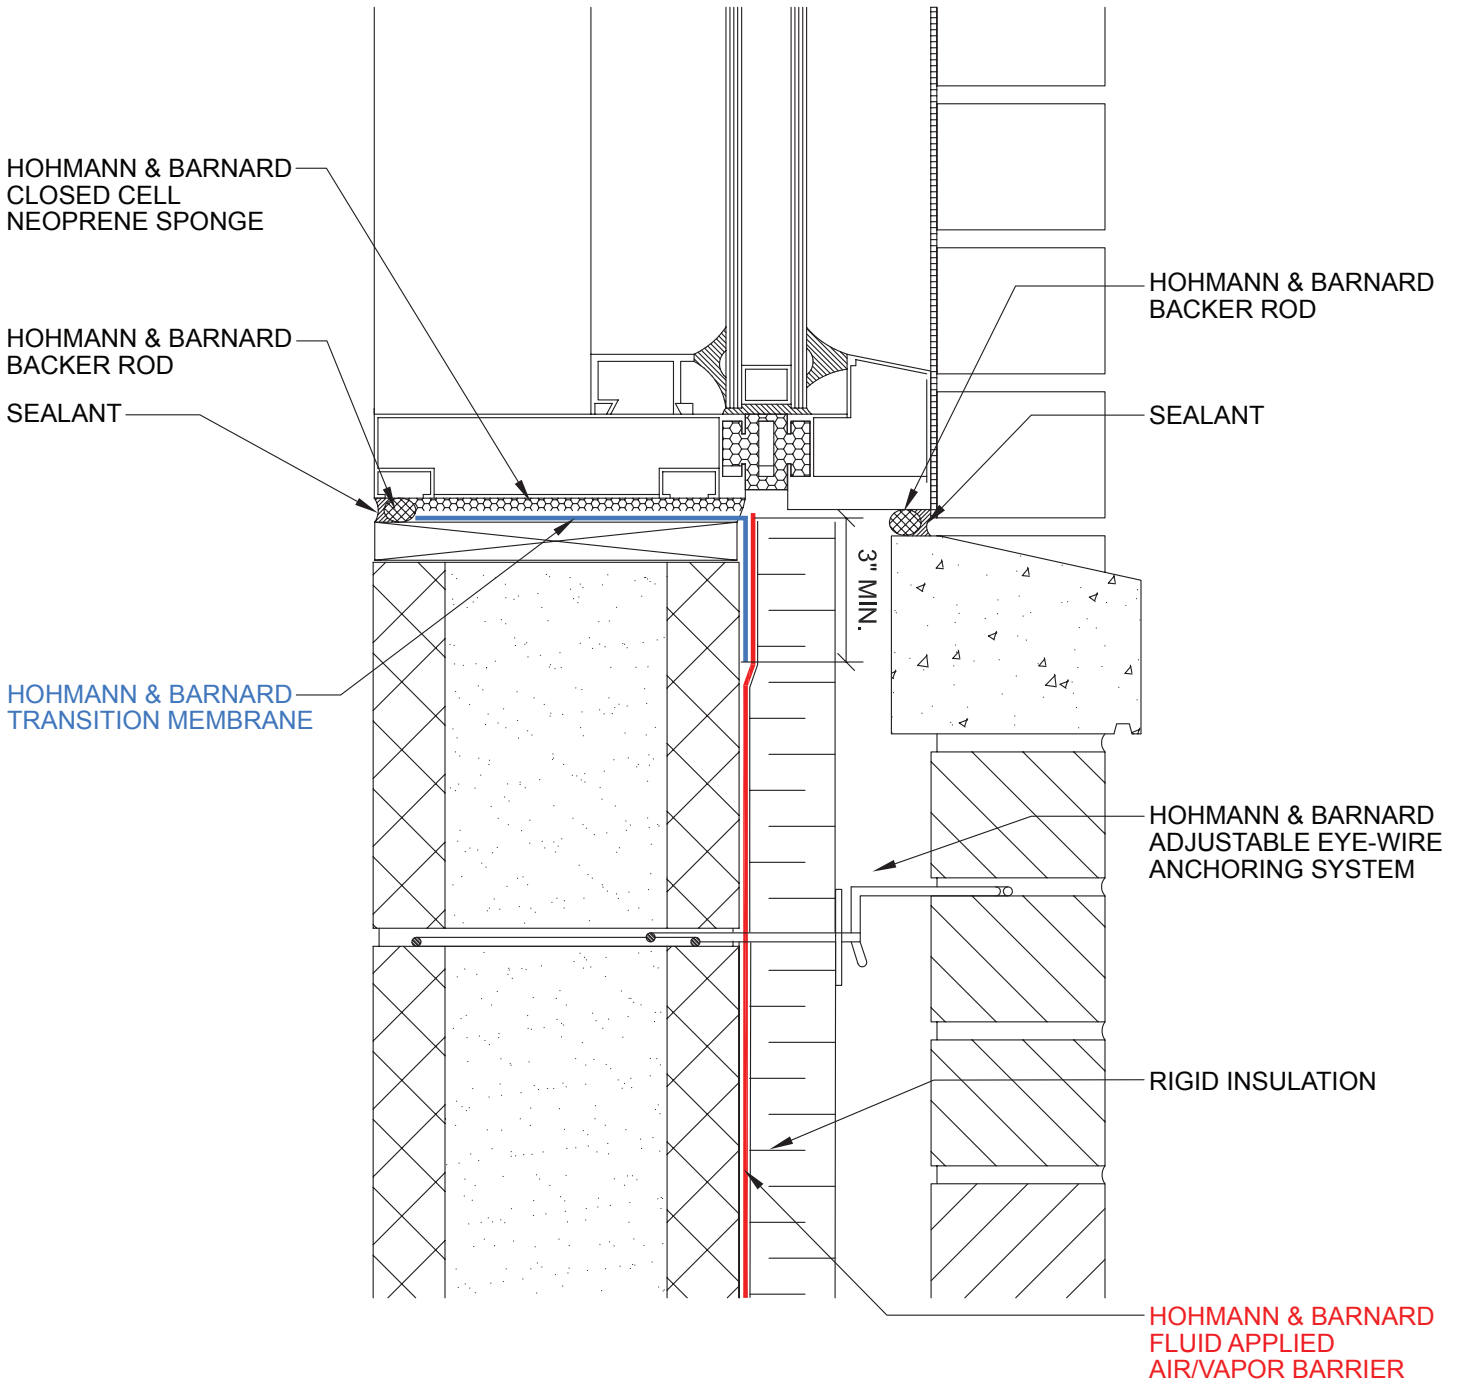 HOHMANN & BARNARD
CLOSED CELL
NEOPRENE SPONGE
HOHMANN & BARNARD
BACKER ROD
SEALANT
HOHMANN & BARNARD
TRANSITION MEMBRANE
HOHMANN & BARNARD
BACKER ROD
SEALANT
3" MIN.
HOHMANN & BARNARD
ADJUSTABLE EYE-WIRE
ANCHORING SYSTEM
RIGID INSULATION
HOHMANN & BARNARD
FLUID APPLIED
AIR/VAPOR BARRIER